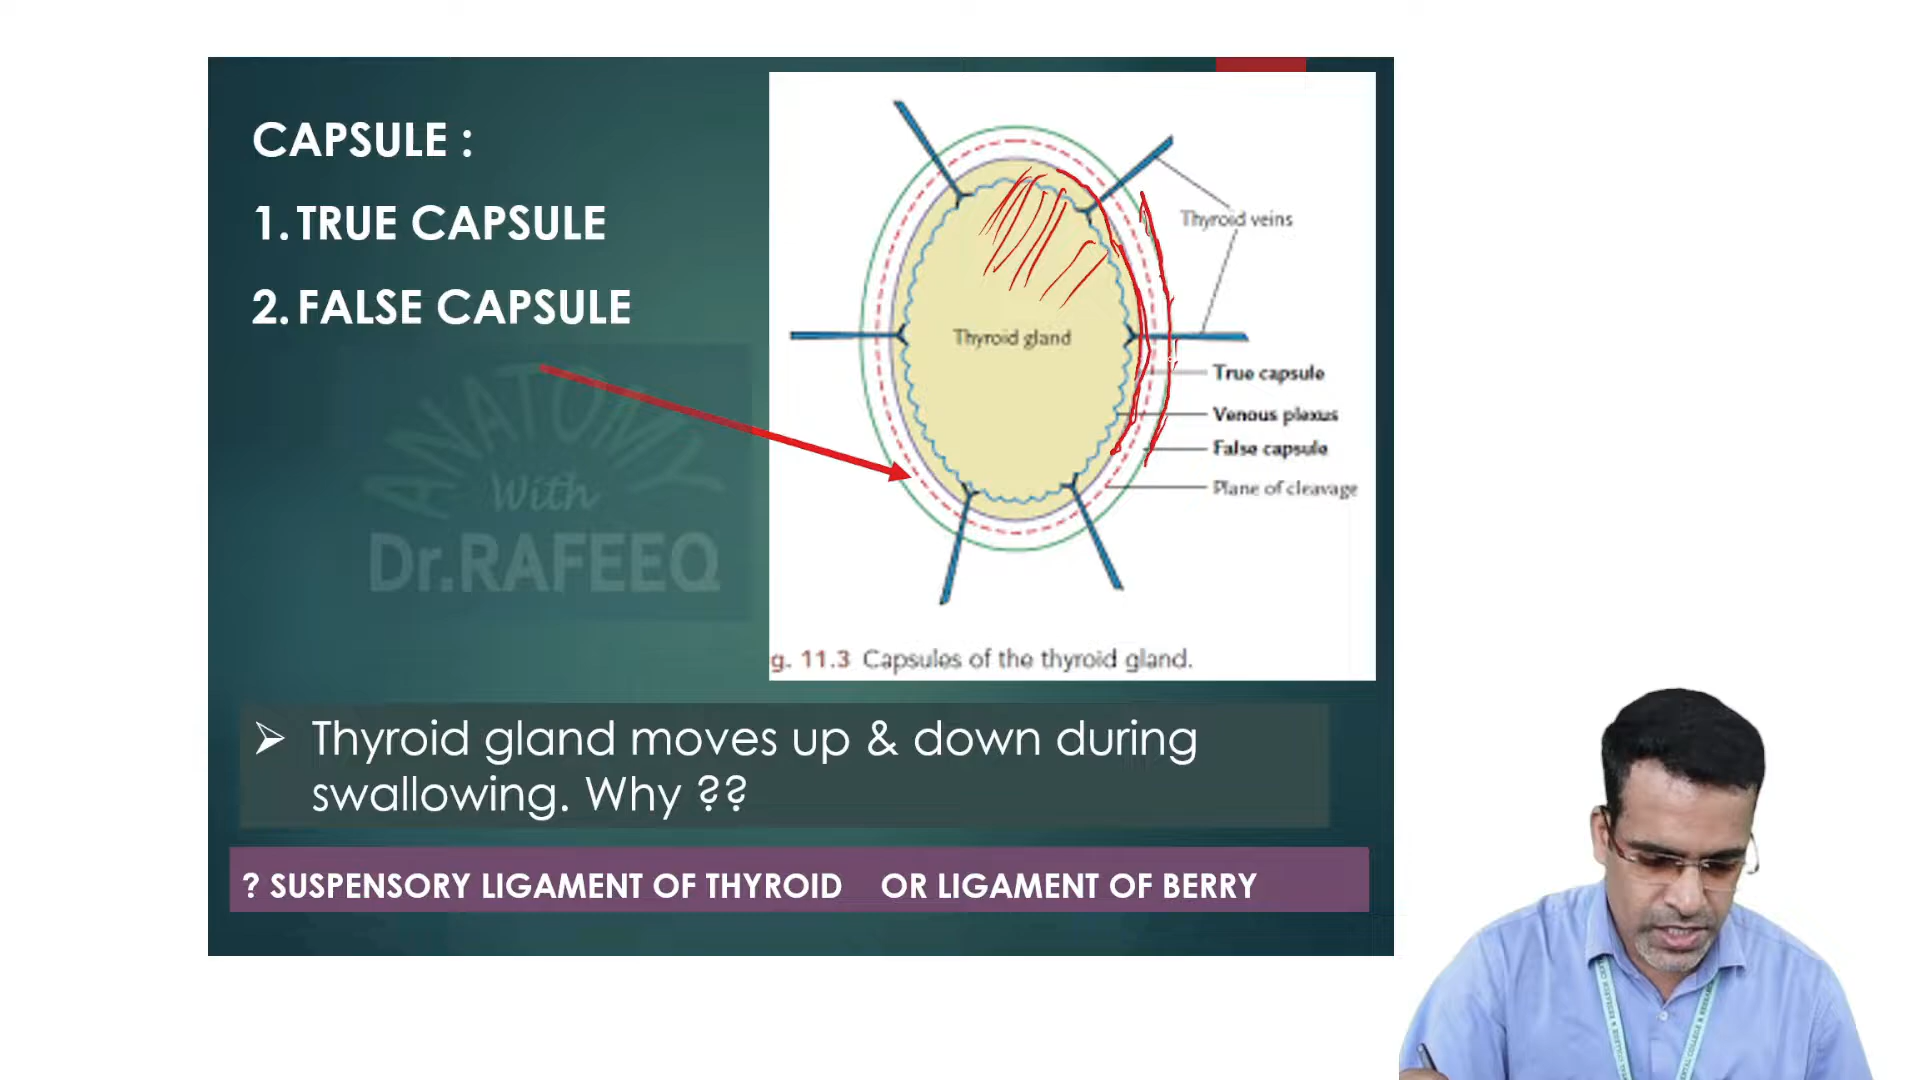 CAPSULE :
1. TRUE CAPSULE
2. FALSE CAPSULE
ANATOMY
With
Dr.RAFEEQ
Thyroid veins
Thyroid gland
True capsule
Venous plexus
False capsule
Plane of cleavage
g. 11.3 Capsules of the thyroid gland.
➢ Thyroid gland moves up & down during
swallowing. Why ??
? SUSPENSORY LIGAMENT OF THYROID OR LIGAMENT OF BERRY